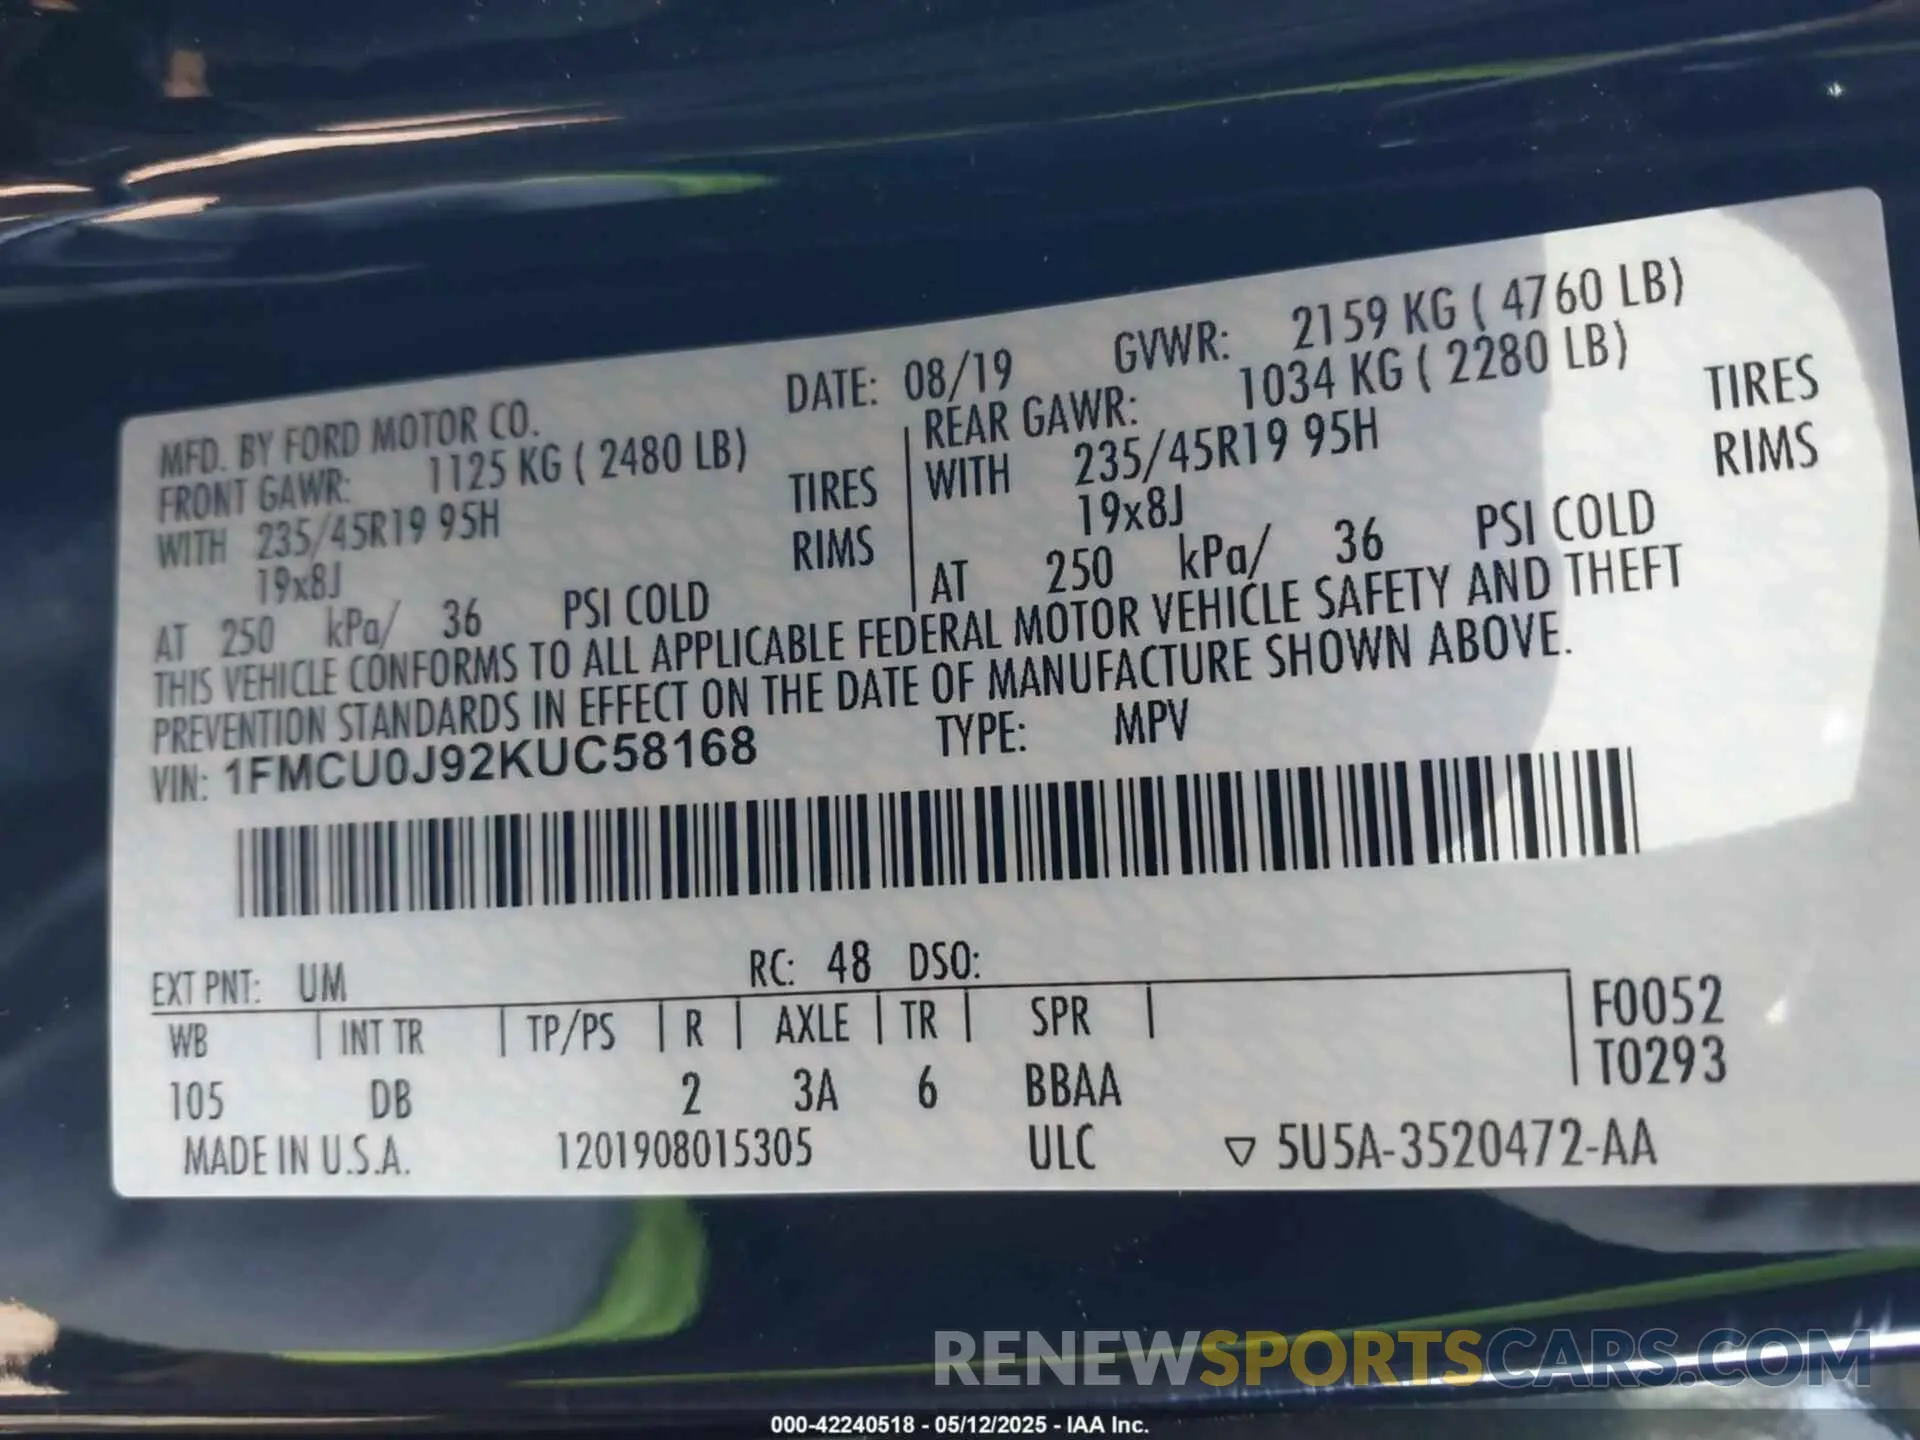 MFD. BY FORD MOTOR CO. DATE: 08/19 GVWR: 2159 KG ( 4760 LB)
FRONT GAWR: 1125 KG ( 2480 LB) REAR GAWR: 1034 KG ( 2280 LB)
WITH 235/45R19 95H TIRES WITH 235/45R19 95H TIRES
19x8J RIMS 19x8J RIMS
AT 250 kPa/ 36 PSI COLD AT 250 kPa/ 36 PSI COLD
THIS VEHICLE CONFORMS TO ALL APPLICABLE FEDERAL MOTOR VEHICLE SAFETY AND THEFT
PREVENTION STANDARDS IN EFFECT ON THE DATE OF MANUFACTURE SHOWN ABOVE.
VIN: 1FMCU0J92KUC58168 TYPE: MPV
EXT PNT: UM RC: 48 DSO:
WB INT TR TP/PS R AXLE TR SPR F0052
105 DB 2 3A 6 BBAA T0293
MADE IN U.S.A. 1201908015305 ULC ▽ 5U5A-3520472-AA
RENEWSPORTSCARS.COM
000-42240518 - 05/12/2025 - IAA Inc.